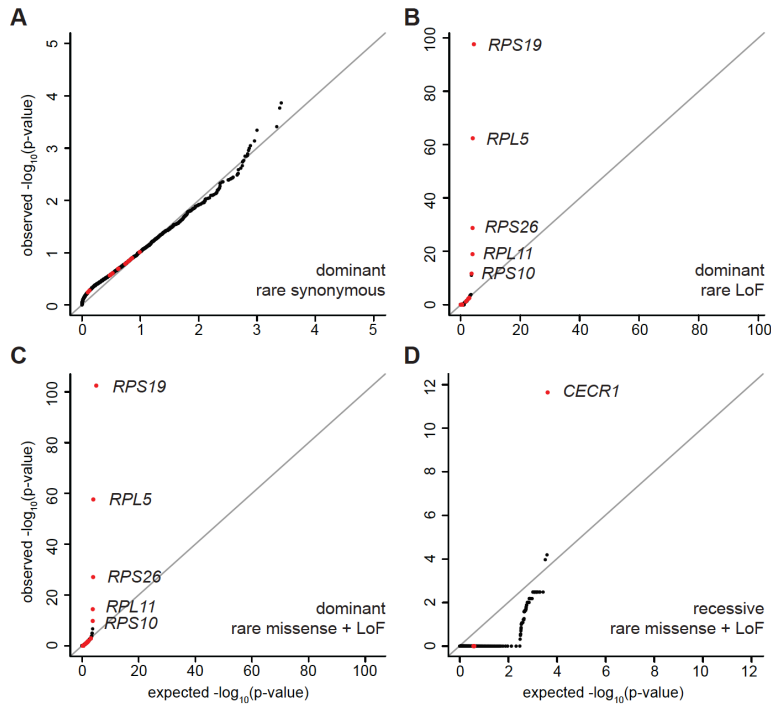 A
5
4
3
2
1
0
observed -log10(p-value)
dominant
rare synonymous
0 1 2 3 4 5
B
100
80
60
40
20
0
RPS19
RPL5
RPS26
RPL11
RPS10
dominant
rare LoF
0 20 40 60 80 100
C
100
80
60
40
20
0
observed -log10(p-value)
RPS19
RPL5
RPS26
RPL11
RPS10
dominant
rare missense + LoF
0 20 40 60 80 100
expected -log10(p-value)
D
12
10
8
6
4
2
0
CECR1
recessive
rare missense + LoF
0 2 4 6 8 10 12
expected -log10(p-value)